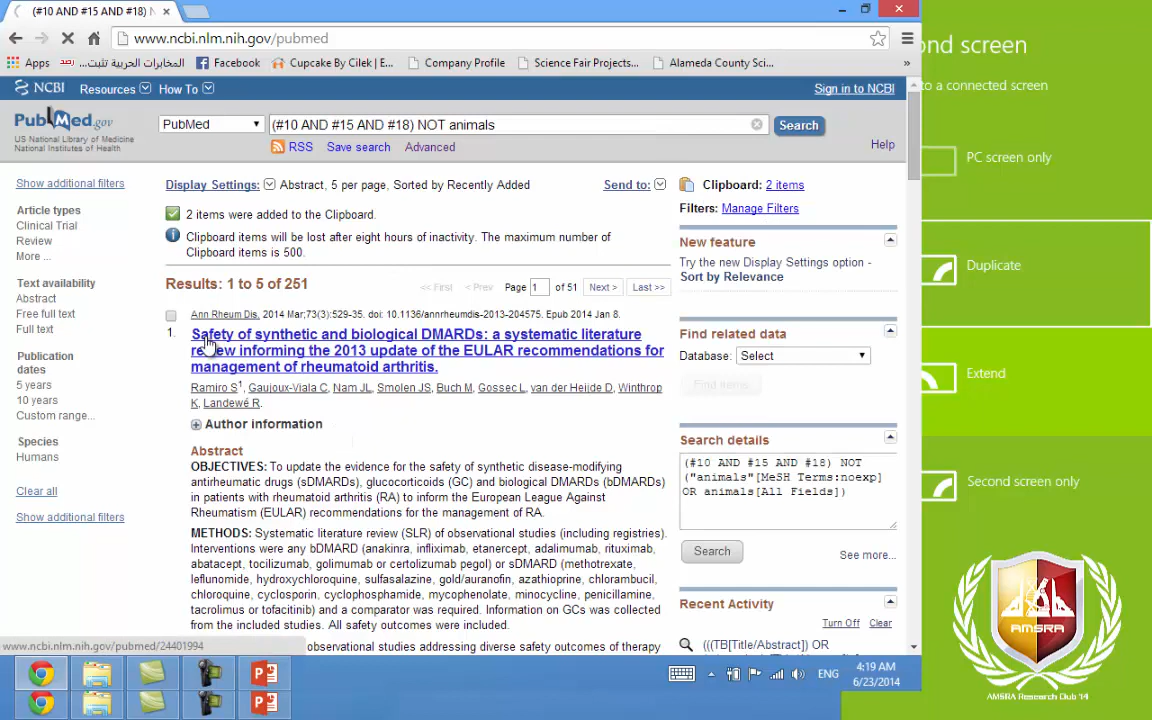 (#10 AND #15 AND #18) N
www.ncbi.nlm.nih.gov/pubmed
Apps
المخابرات الحربية تثبت...
Facebook
Cupcake By Cilek | E...
Company Profile
Science Fair Projects...
Alameda County Sci...
»
NCBI
Resources
How To
Sign in to NCBI
PubMed.gov
US National Library of Medicine
National Institutes of Health
PubMed
(#10 AND #15 AND #18) NOT animals
Search
RSS
Save search
Advanced
Help
Show additional filters
Article types
Clinical Trial
Review
More ...
Text availability
Abstract
Free full text
Full text
Publication
dates
5 years
10 years
Custom range...
Species
Humans
Clear all
Show additional filters
Display Settings:
Abstract, 5 per page, Sorted by Recently Added
Send to:
2 items were added to the Clipboard.
Clipboard items will be lost after eight hours of inactivity. The maximum number of
Clipboard items is 500.
Results: 1 to 5 of 251
<< First
< Prev
Page 1 of 51
Next >
Last >>
Ann Rheum Dis. 2014 Mar;73(3):529-35. doi: 10.1136/annrheumdis-2013-204575. Epub 2014 Jan 8.
1. Safety of synthetic and biological DMARDs: a systematic literature
review informing the 2013 update of the EULAR recommendations for
management of rheumatoid arthritis.
Ramiro S1, Gaujoux-Viala C, Nam JL, Smolen JS, Buch M, Gossec L, van der Heijde D, Winthrop
K, Landewé R.
Author information
Abstract
OBJECTIVES: To update the evidence for the safety of synthetic disease-modifying
antirheumatic drugs (sDMARDs), glucocorticoids (GC) and biological DMARDs (bDMARDs)
in patients with rheumatoid arthritis (RA) to inform the European League Against
Rheumatism (EULAR) recommendations for the management of RA.
METHODS: Systematic literature review (SLR) of observational studies (including registries).
Interventions were any bDMARD (anakinra, infliximab, etanercept, adalimumab, rituximab,
abatacept, tocilizumab, golimumab or certolizumab pegol) or sDMARD (methotrexate,
leflunomide, hydroxychloroquine, sulfasalazine, gold/auranofin, azathioprine, chlorambucil,
chloroquine, cyclosporin, cyclophosphamide, mycophenolate, minocycline, penicillamine,
tacrolimus or tofacitinib) and a comparator was required. Information on GCs was collected
from the included studies. All safety outcomes were included.
observational studies addressing diverse safety outcomes of therapy
Clipboard: 2 items
Filters: Manage Filters
New feature
Try the new Display Settings option -
Sort by Relevance
Find related data
Database: Select
Find items
Search details
(#10 AND #15 AND #18) NOT
("animals"[MeSH Terms:noexp]
OR animals[All Fields])
Search
See more...
Recent Activity
Turn Off
Clear
(((TB[Title/Abstract]) OR
www.ncbi.nlm.nih.gov/pubmed/24401994
ENG
4:19 AM
6/23/2014
ond screen
to a connected screen
PC screen only
Duplicate
Extend
Second screen only
AMSRA
AMSRA Research Club '14